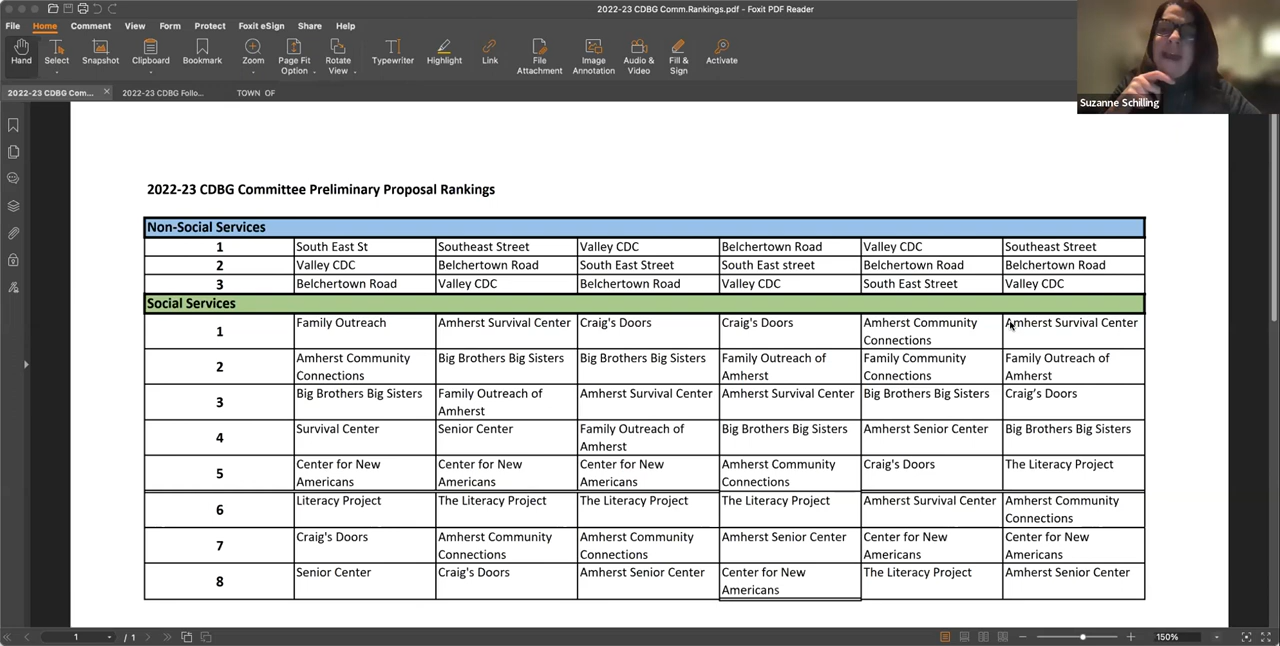 2022-23 CDBG Comm.Rankings.pdf - Foxit PDF Reader
File Home Comment View Form Protect Foxit eSign Share Help
Hand Select Snapshot Clipboard Bookmark Zoom Page Fit Option Rotate View Typewriter Highlight Link File Attachment Image Annotation Audio & Video Fill & Sign Activate
Suzanne Schilling
2022-23 CDBG Com... 2022-23 CDBG Follo... TOWN OF
2022-23 CDBG Committee Preliminary Proposal Rankings
Non-Social Services
1 South East St Southeast Street Valley CDC Belchertown Road Valley CDC Southeast Street
2 Valley CDC Belchertown Road South East Street South East street Belchertown Road Belchertown Road
3 Belchertown Road Valley CDC Belchertown Road Valley CDC South East Street Valley CDC
Social Services
1 Family Outreach Amherst Survival Center Craig's Doors Craig's Doors Amherst Community Connections Amherst Survival Center
2 Amherst Community Connections Big Brothers Big Sisters Big Brothers Big Sisters Family Outreach of Amherst Family Community Connections Family Outreach of Amherst
3 Big Brothers Big Sisters Family Outreach of Amherst Amherst Survival Center Amherst Survival Center Big Brothers Big Sisters Craig’s Doors
4 Survival Center Senior Center Family Outreach of Amherst Big Brothers Big Sisters Amherst Senior Center Big Brothers Big Sisters
5 Center for New Americans Center for New Americans Center for New Americans Amherst Community Connections Craig's Doors The Literacy Project
6 Literacy Project The Literacy Project The Literacy Project The Literacy Project Amherst Survival Center Amherst Community Connections
7 Craig's Doors Amherst Community Connections Amherst Community Connections Amherst Senior Center Center for New Americans Center for New Americans
8 Senior Center Craig's Doors Amherst Senior Center Center for New Americans The Literacy Project Amherst Senior Center
1 / 1 150%